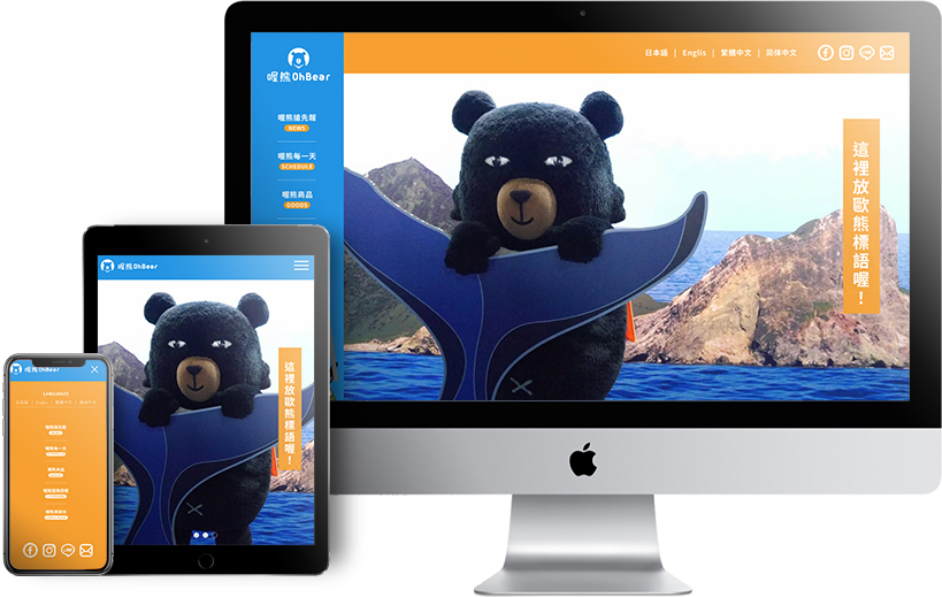 喔熊OhBear
喔熊搶先報
NEWS
喔熊每一天
SCHEDULE
喔熊商品
GOODS
日本語 | Englis | 繁體中文 | 简体中文
這裡放歐熊標語喔！
喔熊OhBear
這裡放歐熊標語喔！
喔熊OhBear
LANGUAGE
日本語 | Englis | 繁體中文 | 简体中文
喔熊搶先報
喔熊每一天
喔熊商品